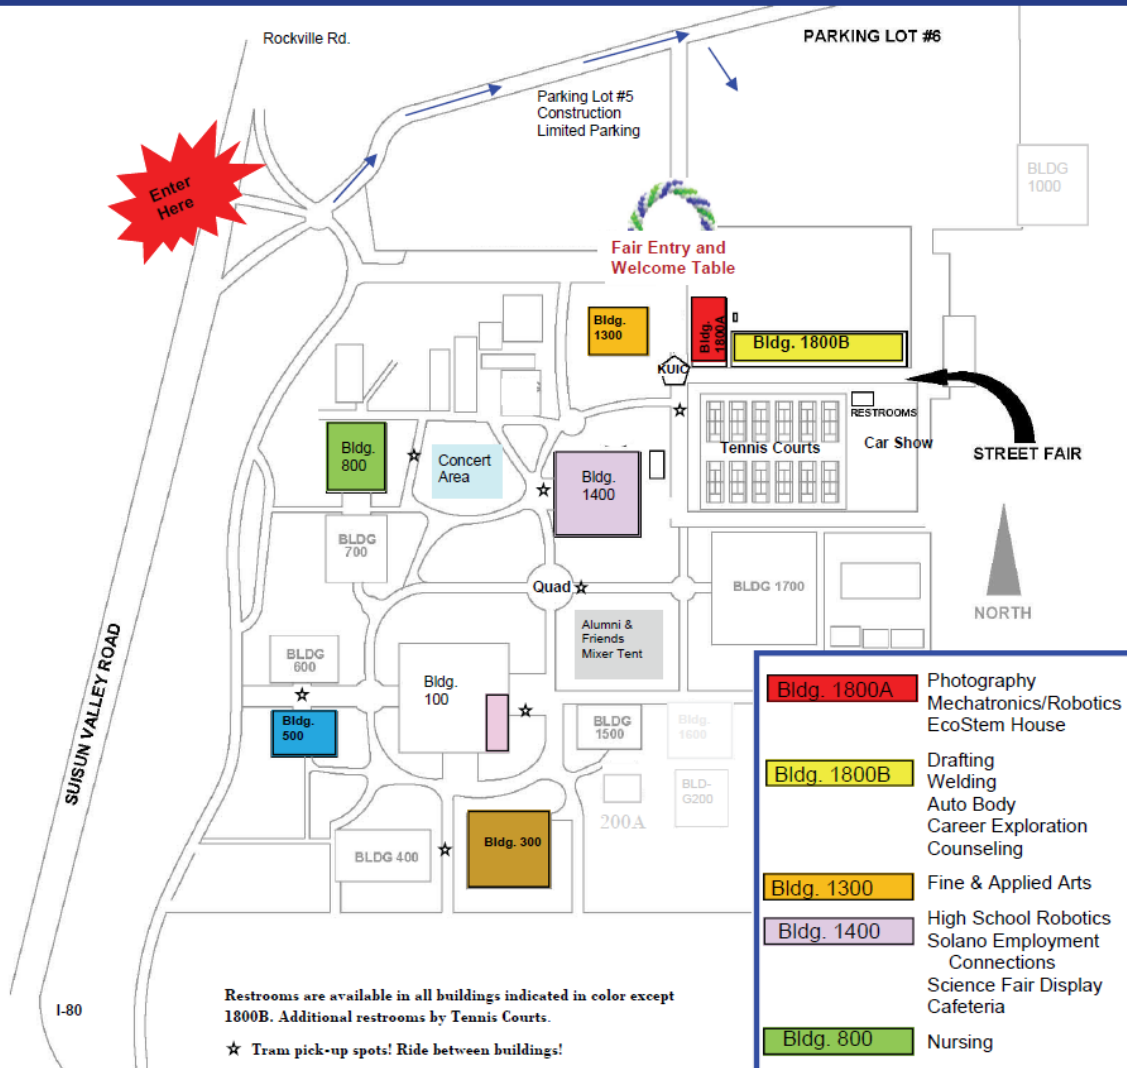 Rockville Rd.
PARKING LOT #6
Parking Lot #5
Construction
Limited Parking
Enter
Here
BLDG
1000
Fair Entry and
Welcome Table
Bldg.
1300
Bldg.
1800A
Bldg. 1800B
KUIC
RESTROOMS
Car Show
STREET FAIR
Tennis Courts
Bldg.
800
Concert
Area
Bldg.
1400
BLDG
700
NORTH
Quad
BLDG 1700
Alumni &
Friends
Mixer Tent
BLDG
600
Bldg.
100
Bldg.
500
BLDG
1500
Bldg.
1600
SUISUN VALLEY ROAD
BLD-
G200
200A
BLDG 400
Bldg. 300
I-80
Bldg. 1800A
Photography
Mechatronics/Robotics
EcoStem House
Bldg. 1800B
Drafting
Welding
Auto Body
Career Exploration
Counseling
Bldg. 1300
Fine & Applied Arts
Bldg. 1400
High School Robotics
Solano Employment
Connections
Science Fair Display
Cafeteria
Bldg. 800
Nursing
Restrooms are available in all buildings indicated in color except
1800B. Additional restrooms by Tennis Courts.
☆ Tram pick-up spots! Ride between buildings!